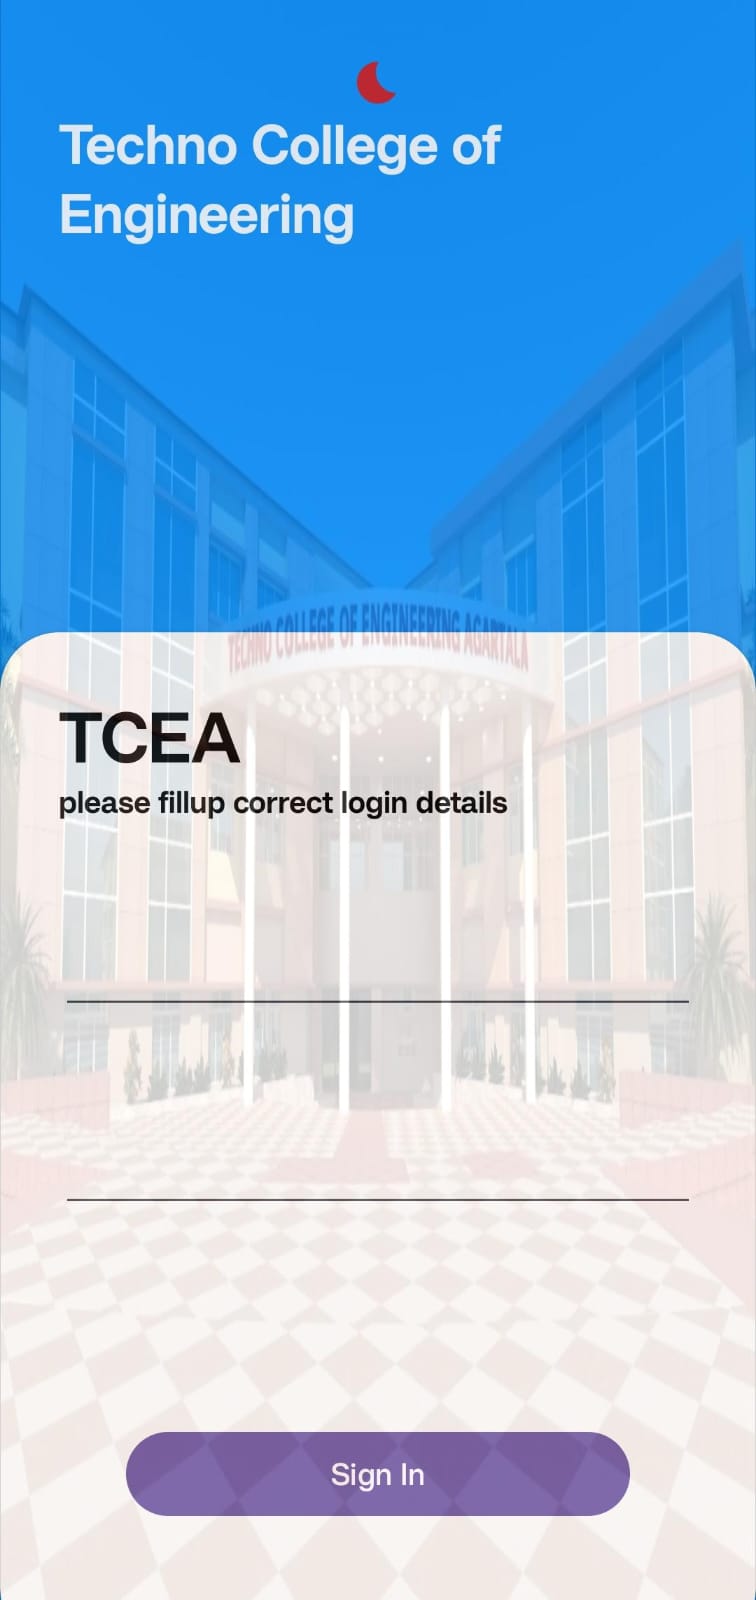 Techno College of
Engineering
TECHNO COLLEGE OF ENGINEERING AGARTALA
TCEA
please fillup correct login details
Sign In